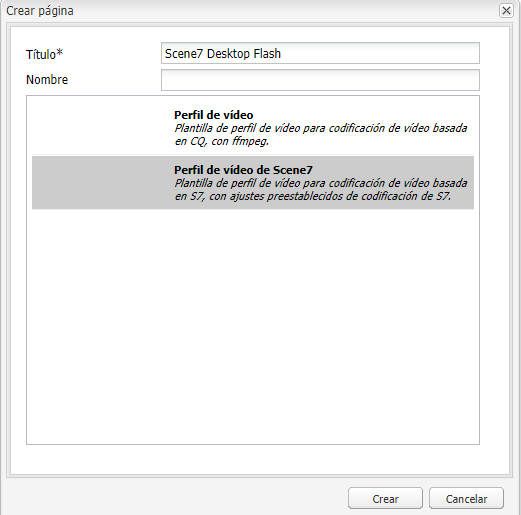 Crear página
Título*
Scene7 Desktop Flash
Nombre
Perfil de vídeo
Plantilla de perfil de vídeo para codificación de vídeo basada
en CQ, con ffmpeg.
Perfil de vídeo de Scene7
Plantilla de perfil de vídeo para codificación de vídeo basada
en S7, con ajustes preestablecidos de codificación de S7.
Crear
Cancelar